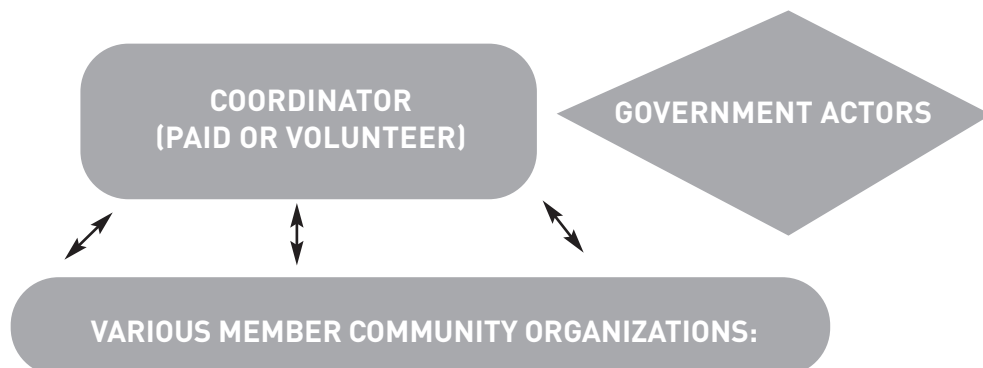 COORDINATOR
(PAID OR VOLUNTEER)
GOVERNMENT ACTORS
VARIOUS MEMBER COMMUNITY ORGANIZATIONS: